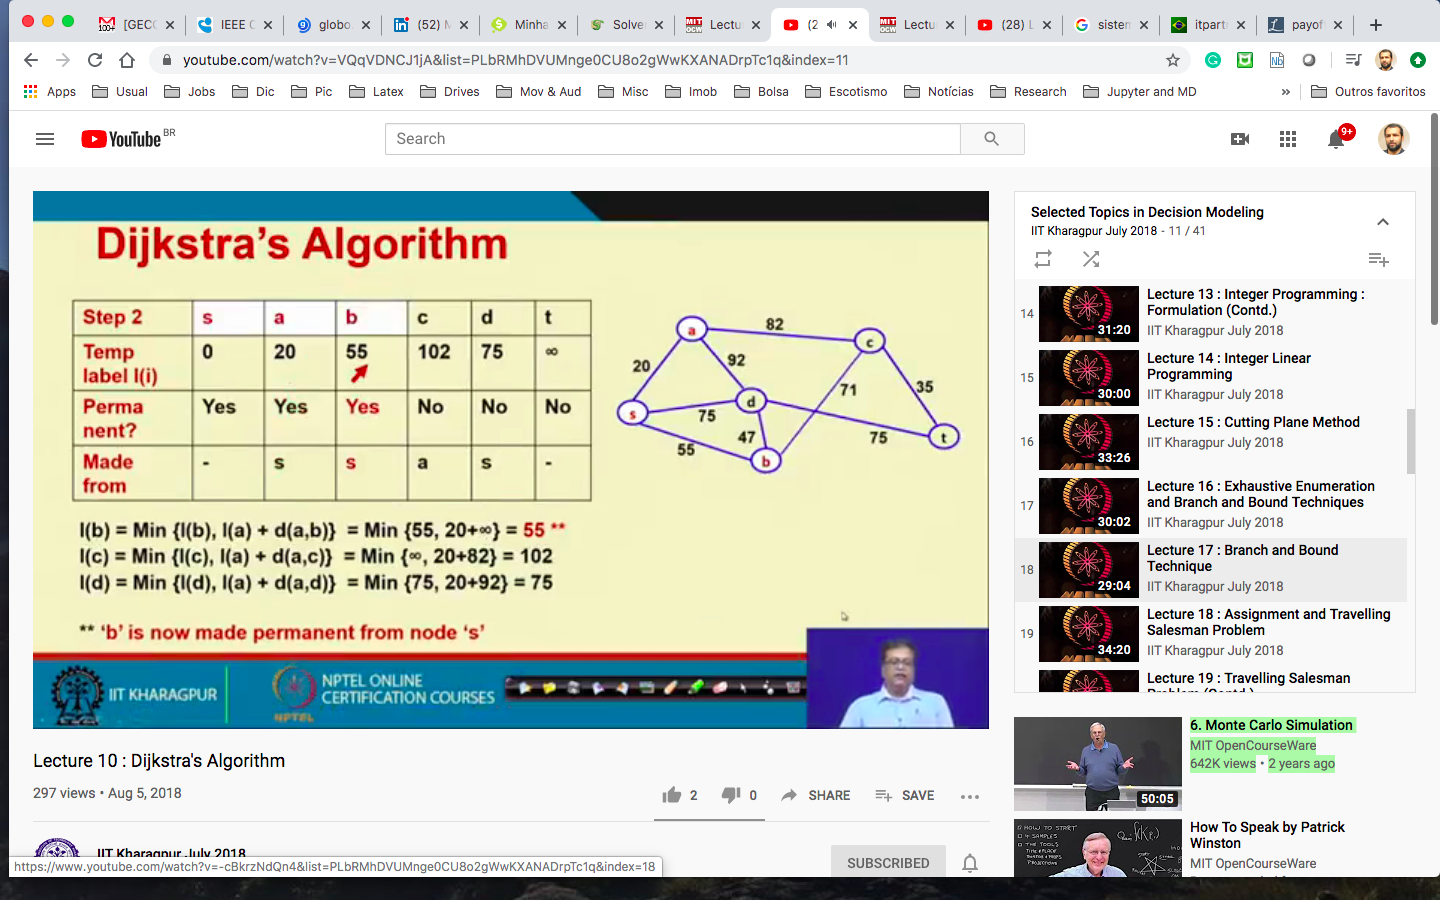 [GECC
IEEE C
globo.
(52) M
Minha
Solve
Lectu
(2
Lectu
(28) L
sistem
itpart
payof
youtube.com/watch?v=VQqVDNCJ1jA&list=PLbRMhDVUMnge0CU8o2gWwKXANADrpTc1q&index=11
Apps Usual Jobs Dic Pic Latex Drives Mov & Aud Misc Imob Bolsa Escotismo Notícias Research Jupyter and MD » Outros favoritos
YouTube BR
Search
9+
Dijkstra's Algorithm
Step 2 s a b c d t
Temp label l(i) 0 20 55 102 75 ∞
Perma nent? Yes Yes Yes No No No
Made from - s s a s -
a
82
c
20
92
71
35
s
75
d
47
75
t
55
b
l(b) = Min {l(b), l(a) + d(a,b)} = Min {55, 20+∞} = 55 **
l(c) = Min {l(c), l(a) + d(a,c)} = Min {∞, 20+82} = 102
l(d) = Min {l(d), l(a) + d(a,d)} = Min {75, 20+92} = 75
** 'b' is now made permanent from node 's'
IIT KHARAGPUR
NPTEL
NPTEL ONLINE
CERTIFICATION COURSES
Lecture 10 : Dijkstra's Algorithm
297 views • Aug 5, 2018
2 0 SHARE SAVE
IIT Kharagpur July 2018
SUBSCRIBED
https://www.youtube.com/watch?v=-cBkrzNdQn4&list=PLbRMhDVUMnge0CU8o2gWwKXANADrpTc1q&index=18
Selected Topics in Decision Modeling
IIT Kharagpur July 2018 - 11 / 41
14
31:20
Lecture 13 : Integer Programming :
Formulation (Contd.)
IIT Kharagpur July 2018
15
30:00
Lecture 14 : Integer Linear
Programming
IIT Kharagpur July 2018
16
33:26
Lecture 15 : Cutting Plane Method
IIT Kharagpur July 2018
17
30:02
Lecture 16 : Exhaustive Enumeration
and Branch and Bound Techniques
IIT Kharagpur July 2018
18
29:04
Lecture 17 : Branch and Bound
Technique
IIT Kharagpur July 2018
19
34:20
Lecture 18 : Assignment and Travelling
Salesman Problem
IIT Kharagpur July 2018
Lecture 19 : Travelling Salesman
Problem (Contd.)
50:05
6. Monte Carlo Simulation
MIT OpenCourseWare
642K views • 2 years ago
How To Speak by Patrick
Winston
MIT OpenCourseWare